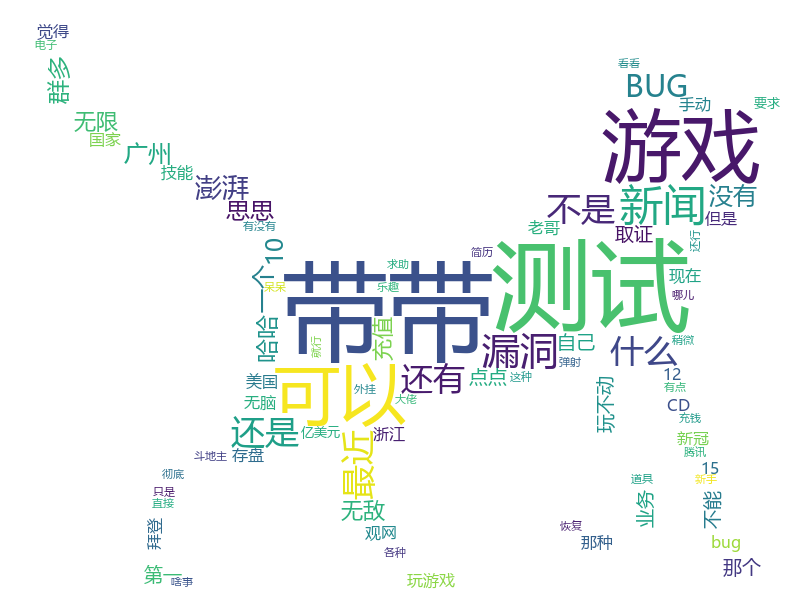 觉得
电子
群多
无限
国家
广州
技能
澎湃
思思
有没有
看看
BUG
手动
要求
游戏
不是
新闻
没有
但是
老哥
取证
还行
10
一个
呆呆
哈哈
求助
乐趣
简历
带带
测试
现在
哪儿
就行
充值
漏洞
自己
弹射
什么
稍微
美国
无脑
可以
外挂
大佬
还有
点点
这种
12
有点
CD
充钱
玩不动
还是
亿美元
浙江
新冠
腾讯
斗地主
存盘
最近
彻底
15
新手
道具
只是
直接
无敌
业务
不能
拜登
观网
恢复
那种
bug
各种
第一
啥事
玩游戏
那个